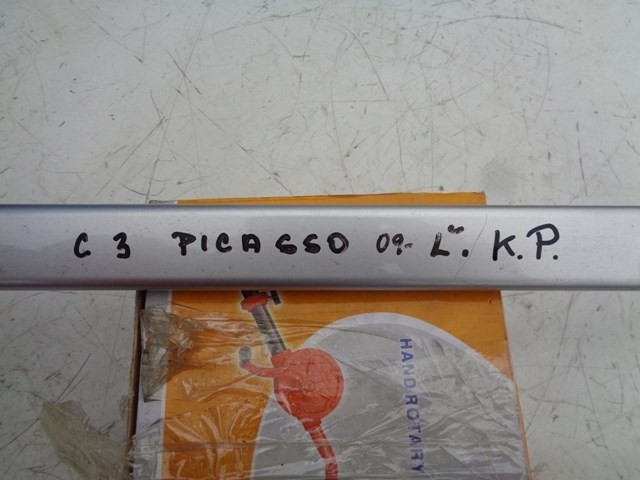 C 3 PICASSO 09.- L". K.P.
HANDROTARY